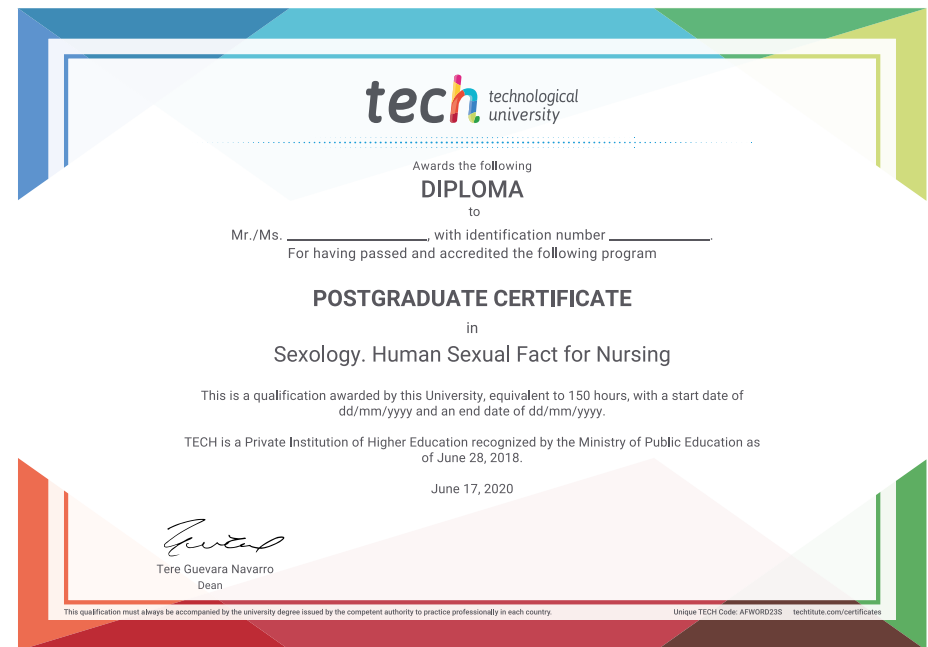 tech technological
university
Awards the following
DIPLOMA
to
Mr./Ms. ____________________, with identification number ______________.
For having passed and accredited the following program
POSTGRADUATE CERTIFICATE
in
Sexology. Human Sexual Fact for Nursing
This is a qualification awarded by this University, equivalent to 150 hours, with a start date of
dd/mm/yyyy and an end date of dd/mm/yyyy.
TECH is a Private Institution of Higher Education recognized by the Ministry of Public Education as
of June 28, 2018.
June 17, 2020
Tere Guevara Navarro
Dean
This qualification must always be accompanied by the university degree issued by the competent authority to practice professionally in each country.
Unique TECH Code: AFWORD23S techtitute.com/certificates